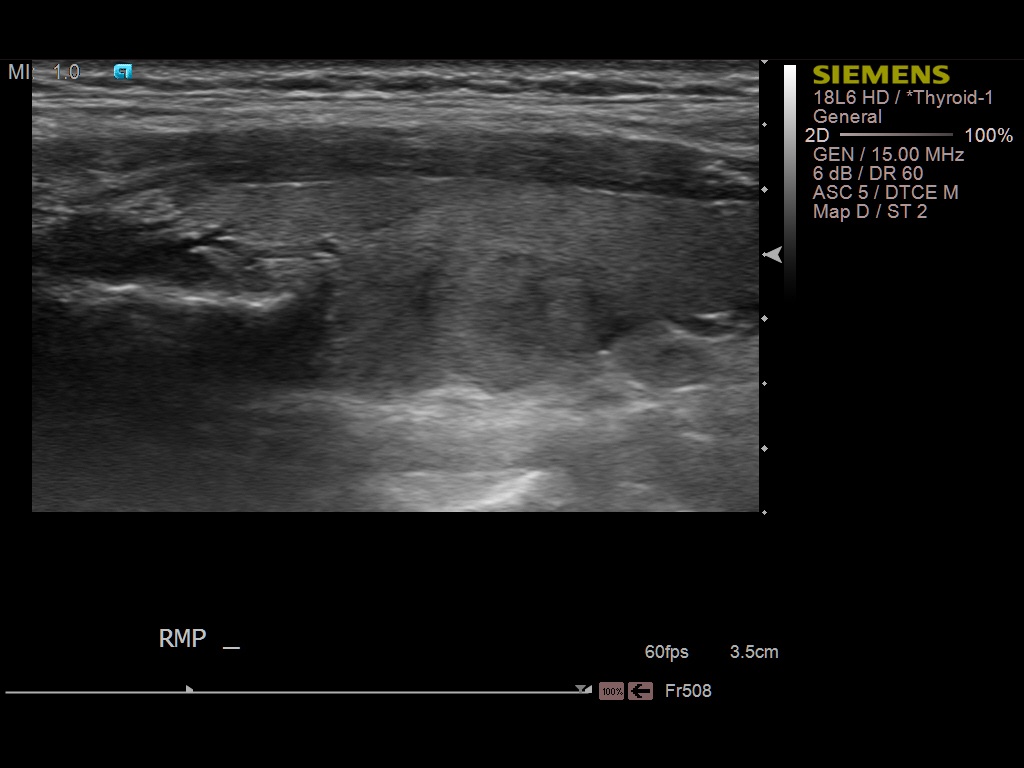 MI: 1.0
SIEMENS
18L6 HD / *Thyroid-1
General
2D 100%
GEN / 15.00 MHz
6 dB / DR 60
ASC 5 / DTCE M
Map D / ST 2
RMP _
60fps 3.5cm
100% Fr508